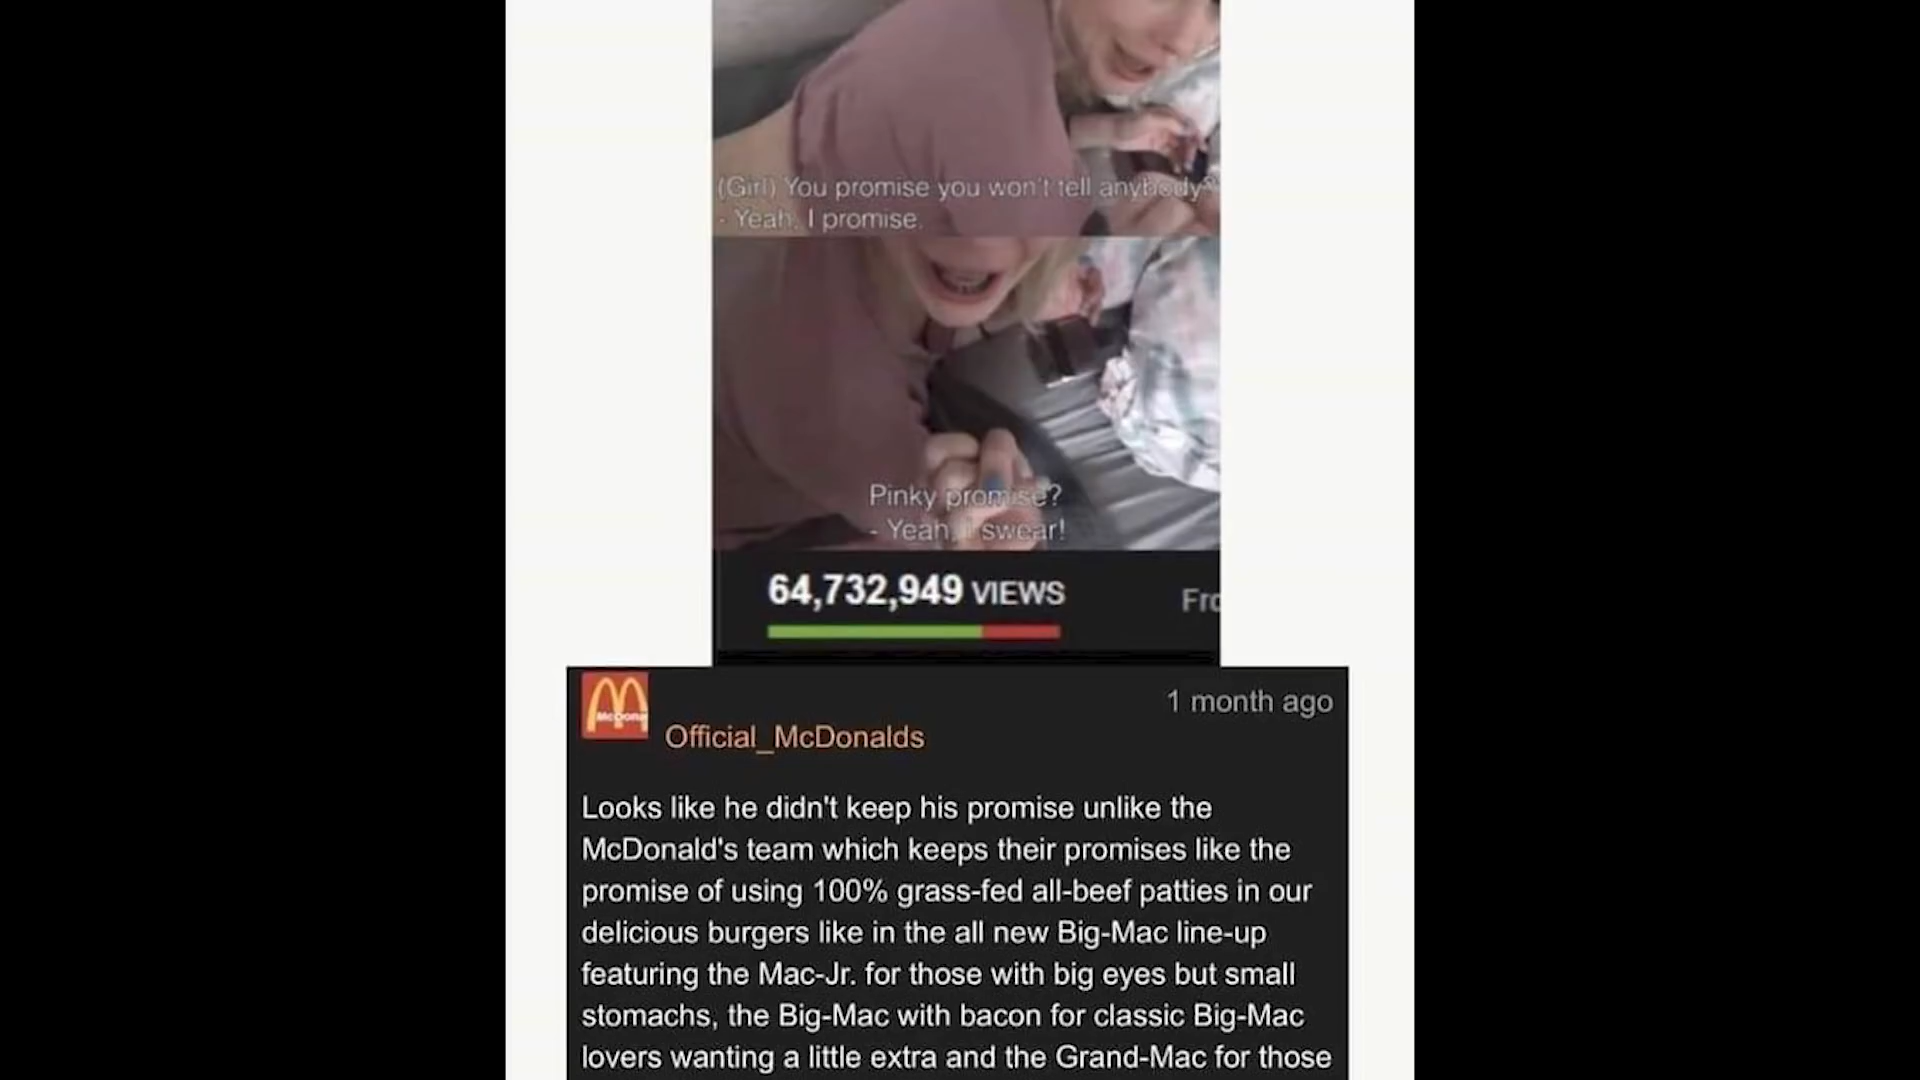 (Girl) You promise you won't tell anybody?
- Yeah, I promise.
Pinky promise?
- Yeah, I swear!
64,732,949 VIEWS
1 month ago
Official_McDonalds
Looks like he didn't keep his promise unlike the
McDonald's team which keeps their promises like the
promise of using 100% grass-fed all-beef patties in our
delicious burgers like in the all new Big-Mac line-up
featuring the Mac-Jr. for those with big eyes but small
stomachs, the Big-Mac with bacon for classic Big-Mac
lovers wanting a little extra and the Grand-Mac for those